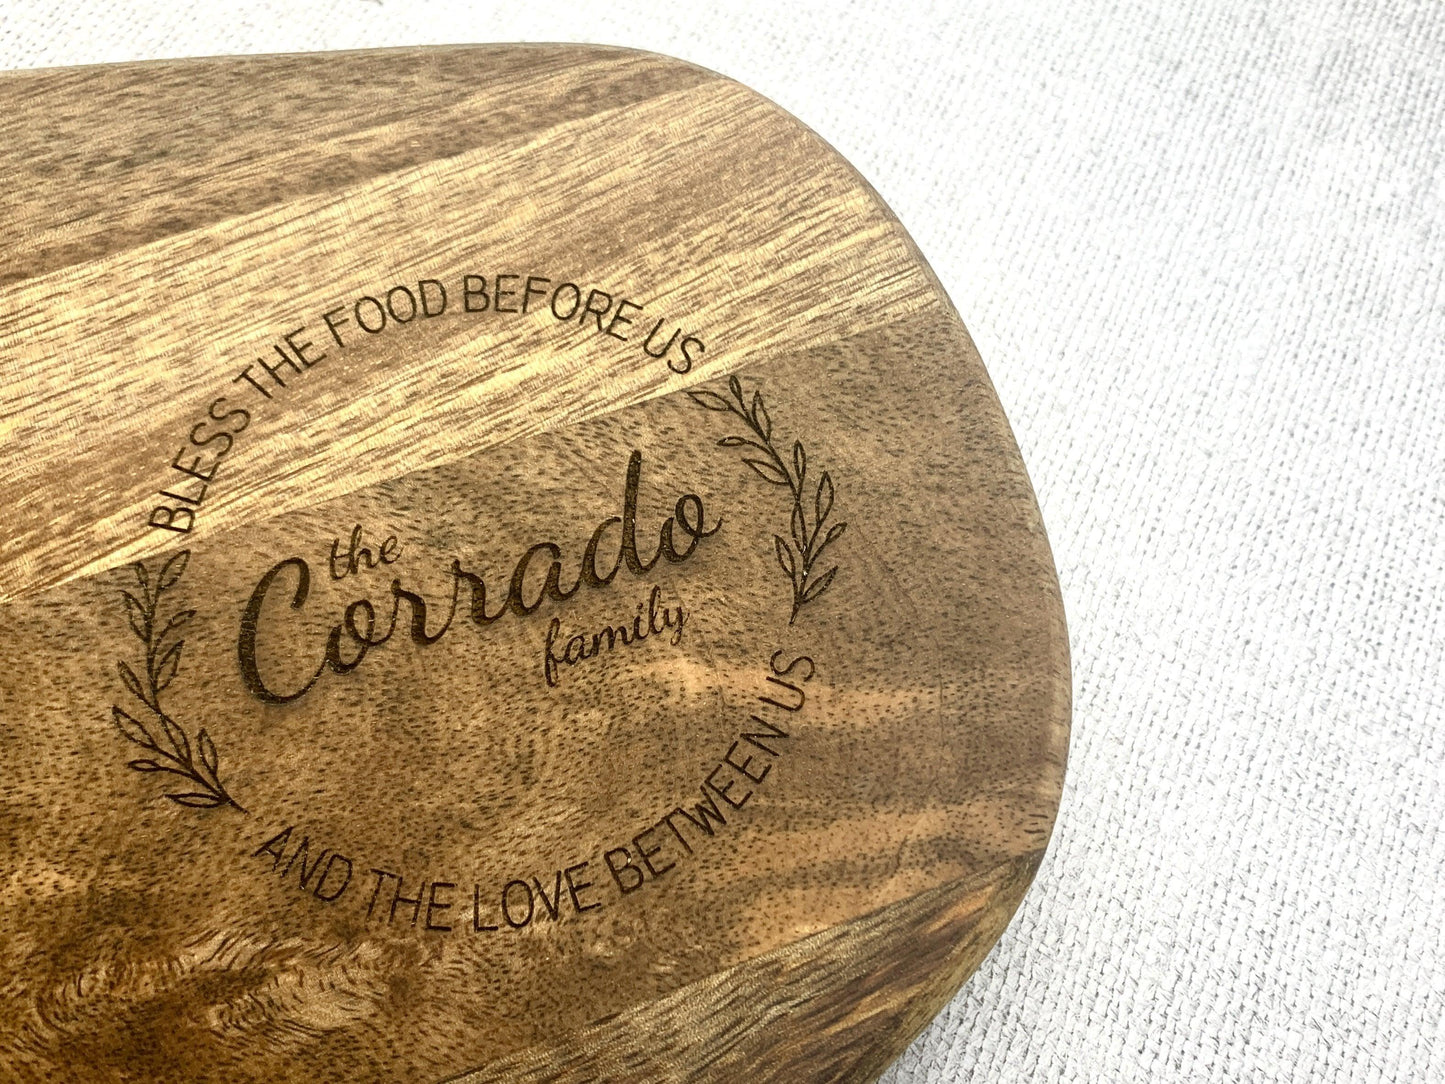 BLESS THE FOOD BEFORE US
the
Corrado
family
AND THE LOVE BETWEEN US